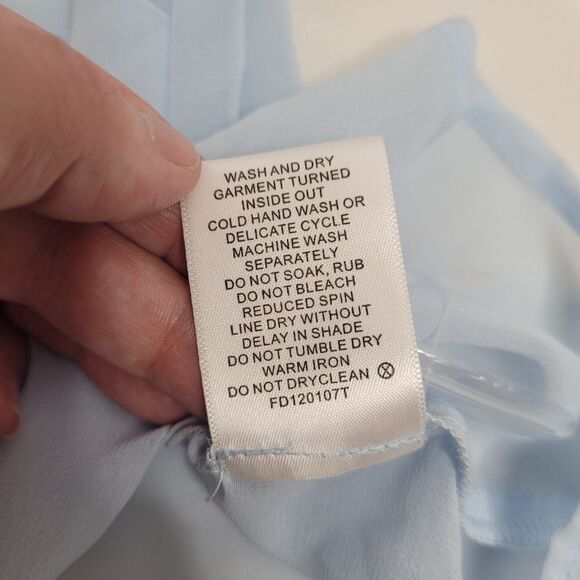 WASH AND DRY
GARMENT TURNED
INSIDE OUT
COLD HAND WASH OR
DELICATE CYCLE
MACHINE WASH
SEPARATELY
DO NOT SOAK, RUB
DO NOT BLEACH
REDUCED SPIN
LINE DRY WITHOUT
DELAY IN SHADE
DO NOT TUMBLE DRY
WARM IRON
DO NOT DRYCLEAN
FD120107T